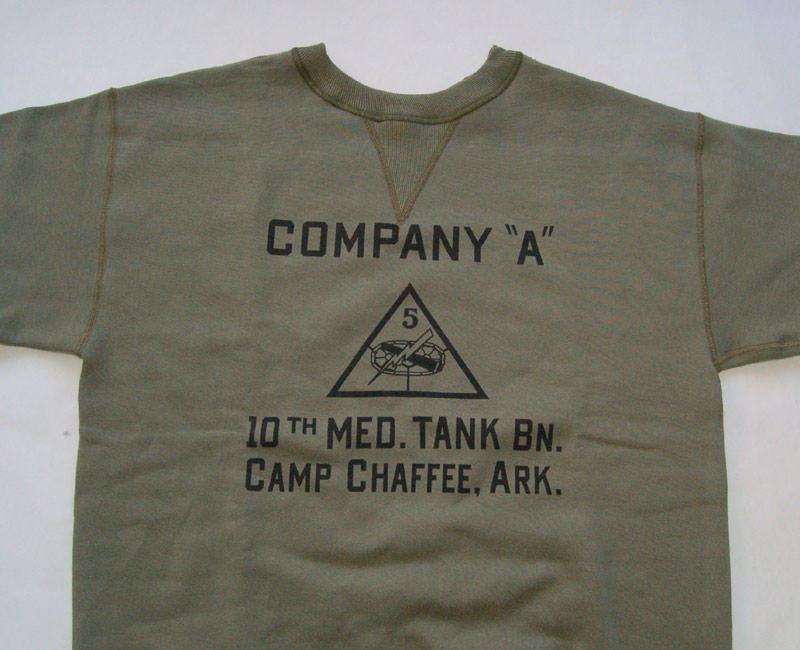 COMPANY "A"
5
10TH MED. TANK BN.
CAMP CHAFFEE, ARK.